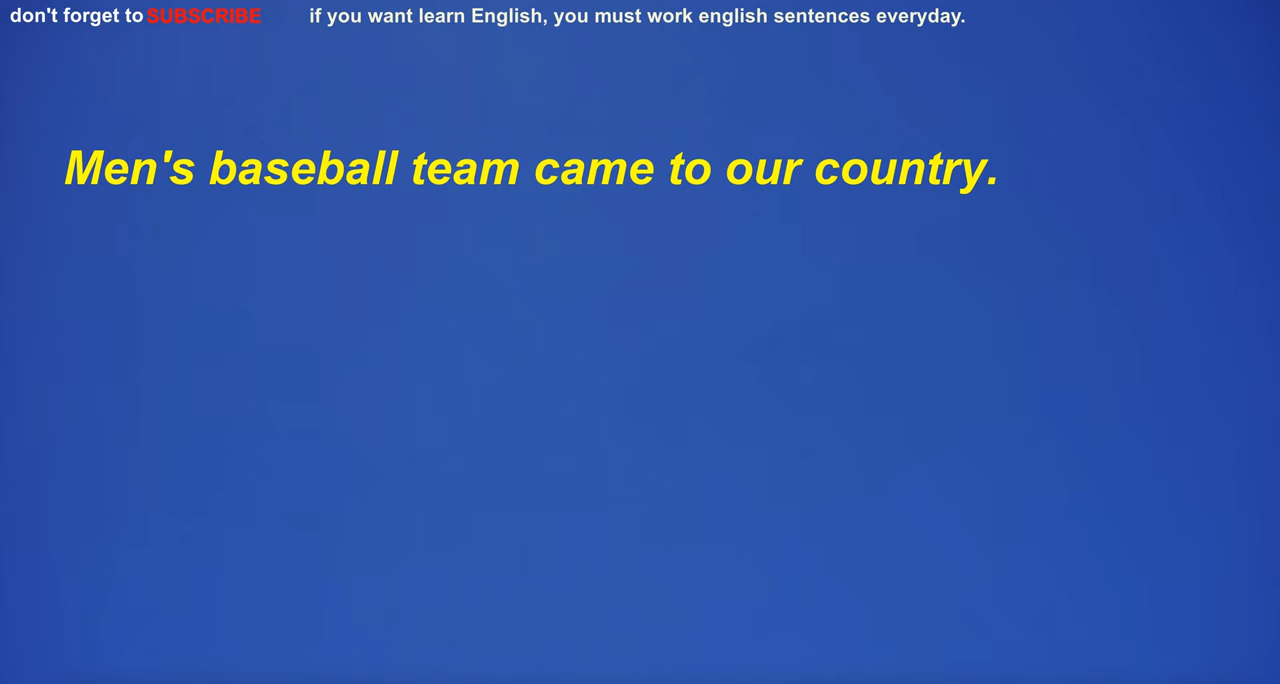 don't forget to SUBSCRIBE if you want learn English, you must work english sentences everyday.
Men's baseball team came to our country.